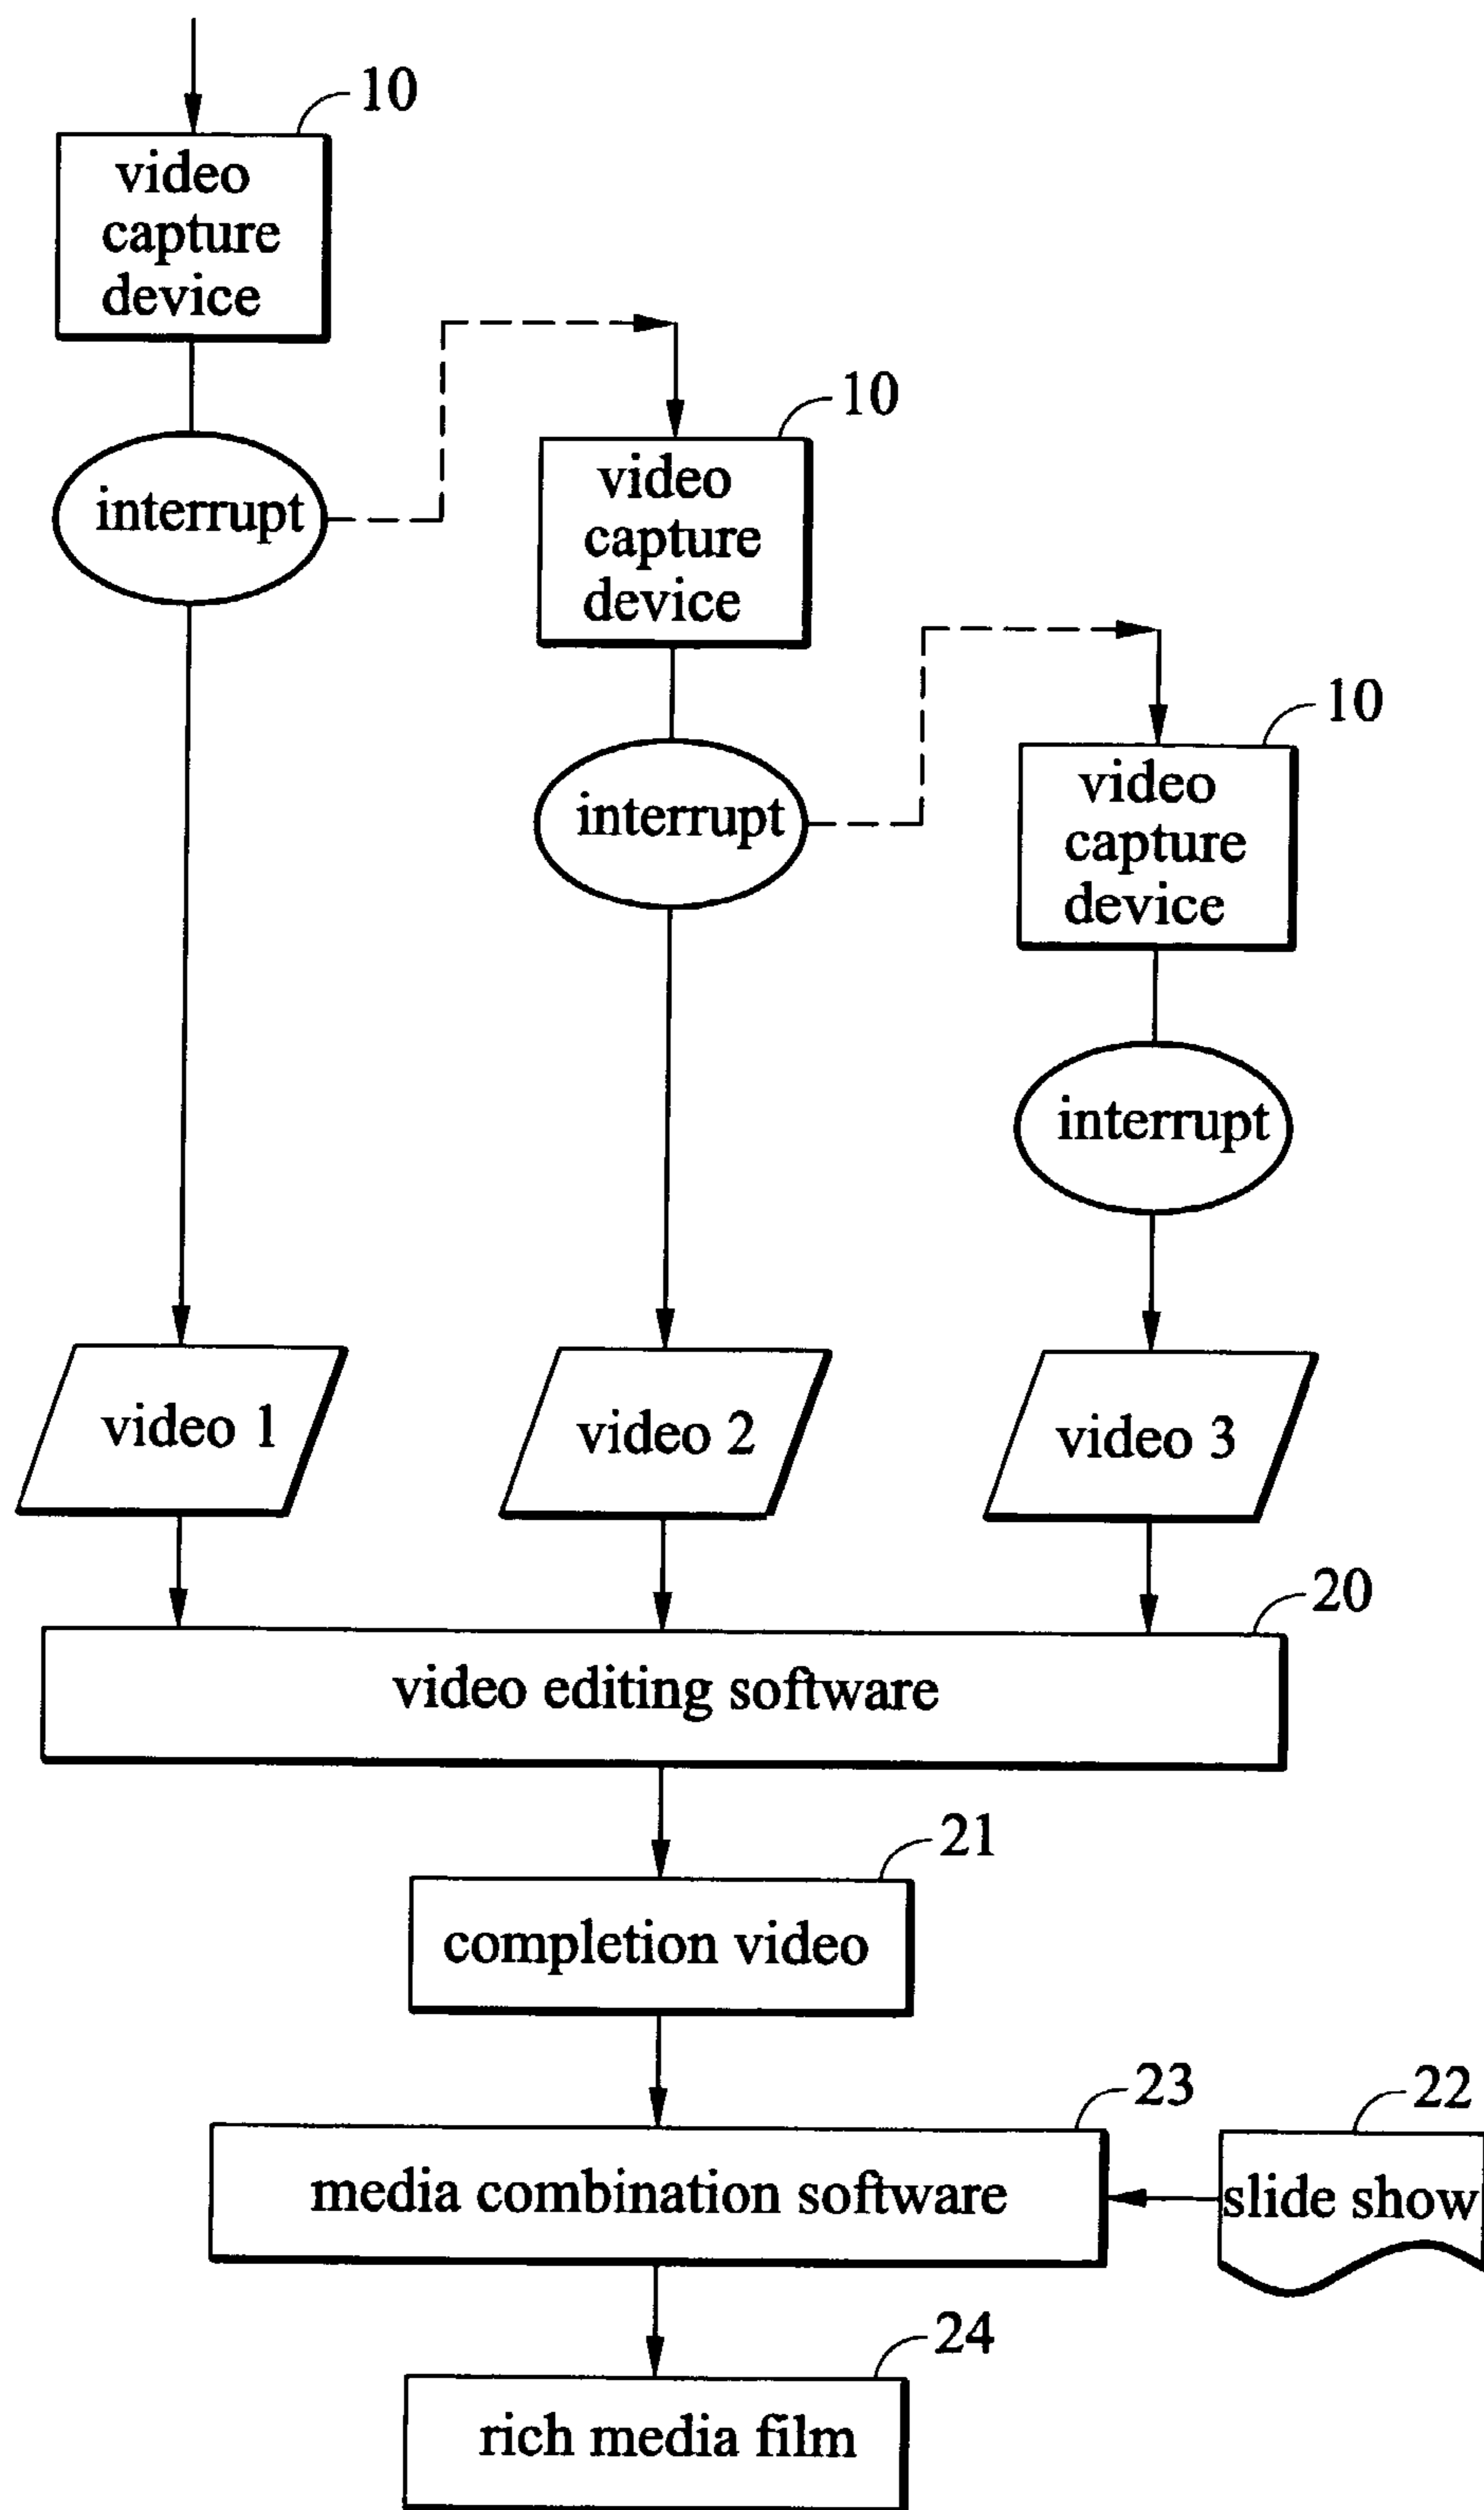 10
video
capture
device
interrupt
10
video
capture
device
interrupt
10
video
capture
device
interrupt
video 1
video 2
video 3
20
video editing software
21
completion video
23
media combination software
22
slide show
24
rich media film